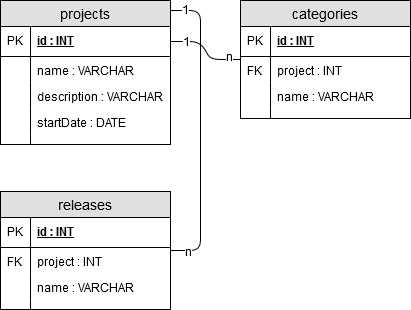 projects
PK id : INT
name : VARCHAR
description : VARCHAR
startDate : DATE
1
1
n
categories
PK id : INT
FK project : INT
name : VARCHAR
releases
PK id : INT
FK project : INT
name : VARCHAR
n